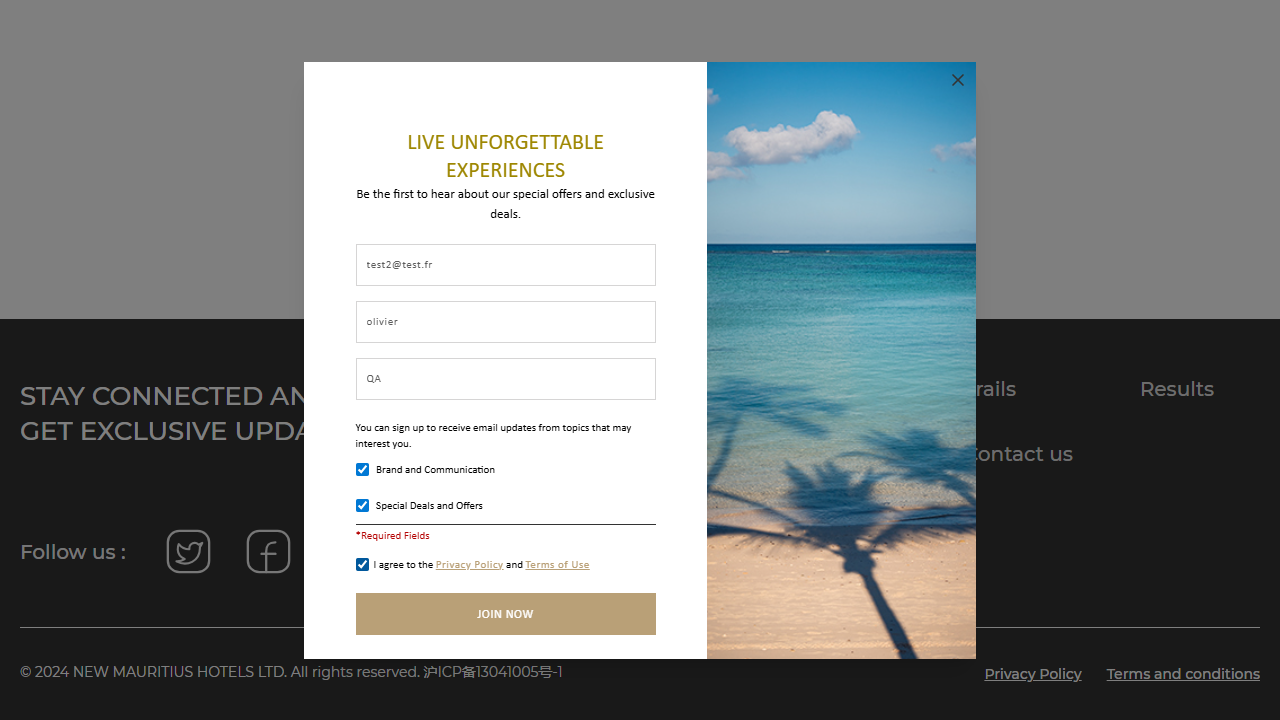 LIVE UNFORGETTABLE
EXPERIENCES
Be the first to hear about our special offers and exclusive
deals.
test2@test.fr
olivier
QA
You can sign up to receive email updates from topics that may
interest you.
Brand and Communication
Special Deals and Offers
*Required Fields
I agree to the Privacy Policy and Terms of Use
JOIN NOW
STAY CONNECTED AN
GET EXCLUSIVE UPDA
Follow us :
rails
Results
Contact us
© 2024 NEW MAURITIUS HOTELS LTD. All rights reserved. 沪ICP备13041005号-1
Privacy Policy
Terms and conditions